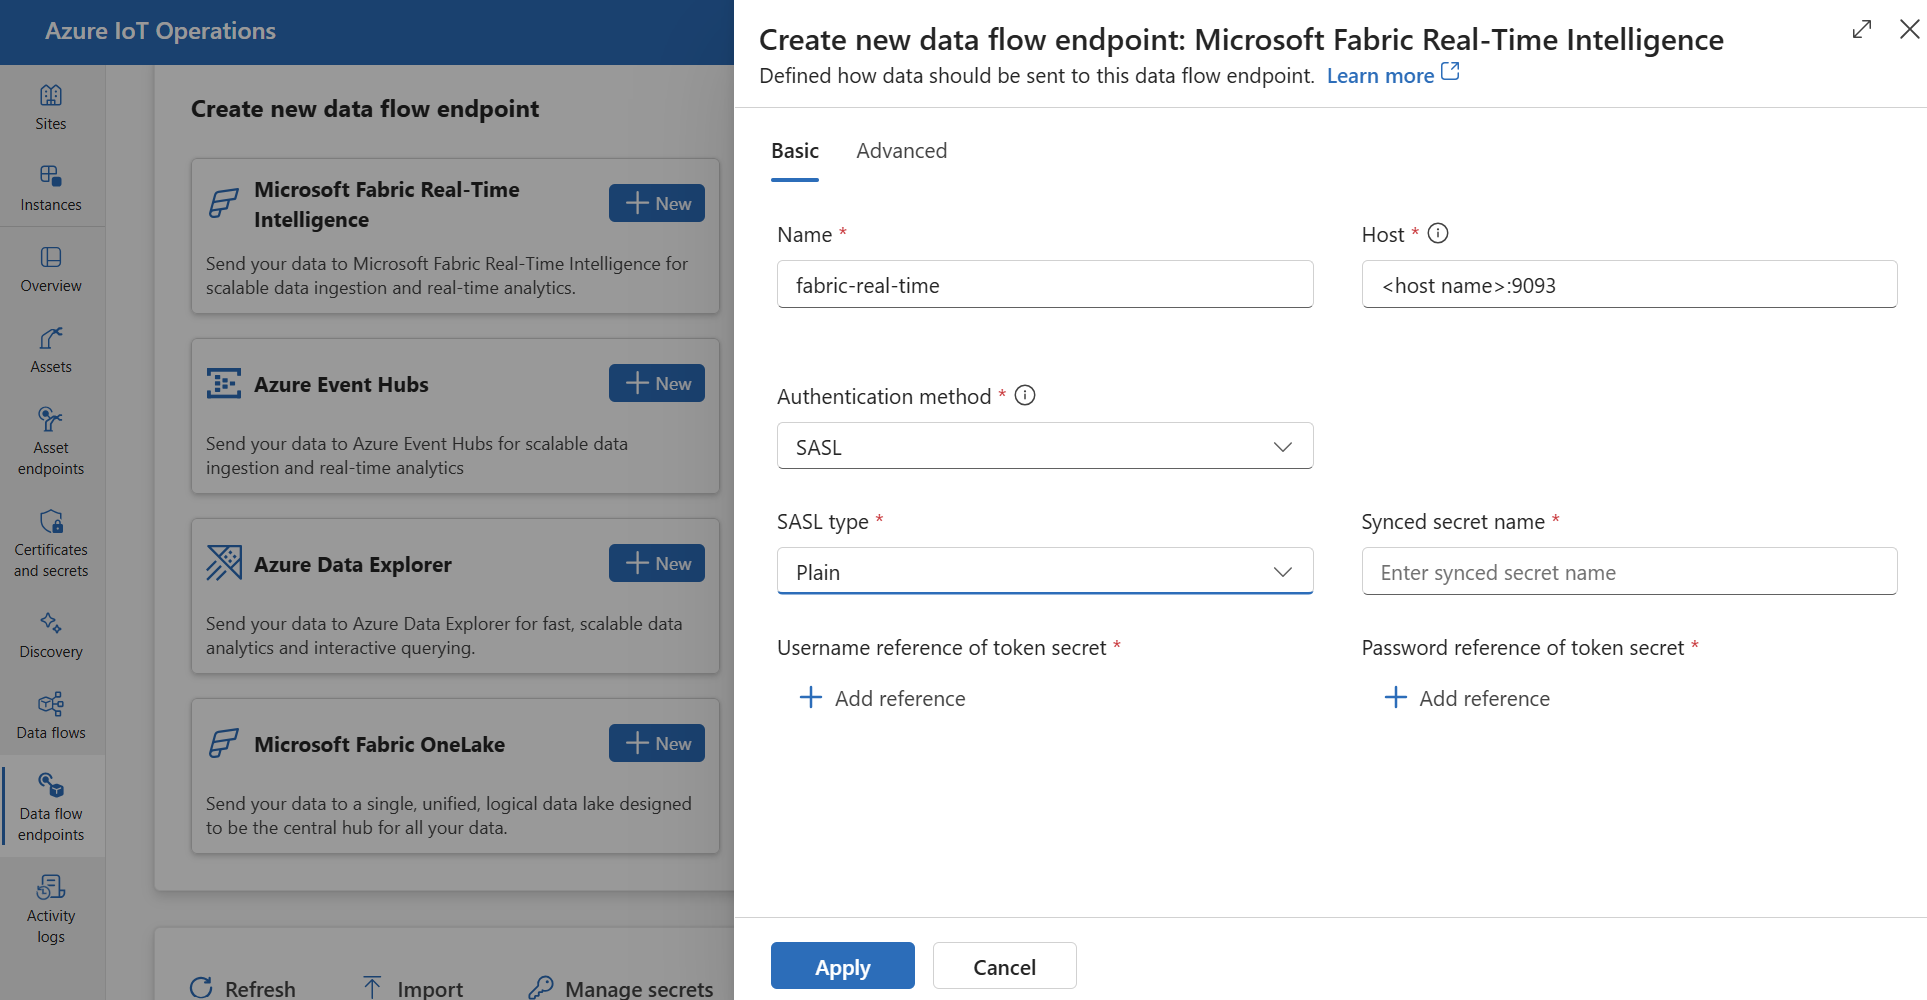 Azure IoT Operations
Sites
Instances
Overview
Assets
Asset
endpoints
Certificates
and secrets
Discovery
Data flows
Data flow
endpoints
Activity
logs
Create new data flow endpoint
Microsoft Fabric Real-Time
Intelligence
New
Send your data to Microsoft Fabric Real-Time Intelligence for
scalable data ingestion and real-time analytics.
Azure Event Hubs
New
Send your data to Azure Event Hubs for scalable data
ingestion and real-time analytics
Azure Data Explorer
New
Send your data to Azure Data Explorer for fast, scalable data
analytics and interactive querying.
Microsoft Fabric OneLake
New
Send your data to a single, unified, logical data lake designed
to be the central hub for all your data.
Refresh
Import
Manage secrets
Create new data flow endpoint: Microsoft Fabric Real-Time Intelligence
Defined how data should be sent to this data flow endpoint. Learn more
Basic
Advanced
Name *
Host *
fabric-real-time
<host name>:9093
Authentication method *
SASL
SASL type *
Synced secret name *
Plain
Enter synced secret name
Username reference of token secret *
Password reference of token secret *
Add reference
Add reference
Apply
Cancel